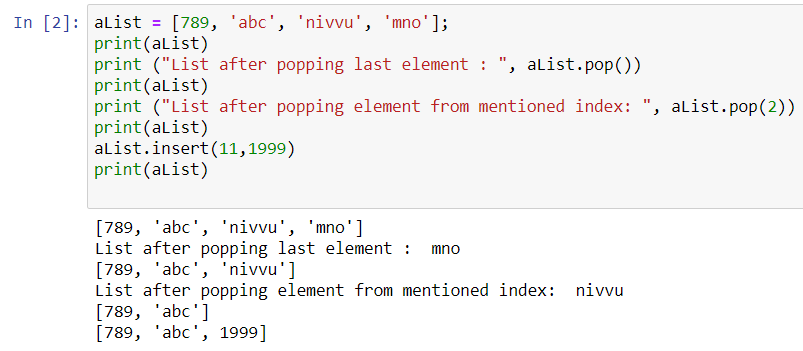 In [2]: aList = [789, 'abc', 'nivvu', 'mno'];
print(aList)
print ("List after popping last element : ", aList.pop())
print(aList)
print ("List after popping element from mentioned index: ", aList.pop(2))
print(aList)
aList.insert(11,1999)
print(aList)
[789, 'abc', 'nivvu', 'mno']
List after popping last element :  mno
[789, 'abc', 'nivvu']
List after popping element from mentioned index:  nivvu
[789, 'abc']
[789, 'abc', 1999]